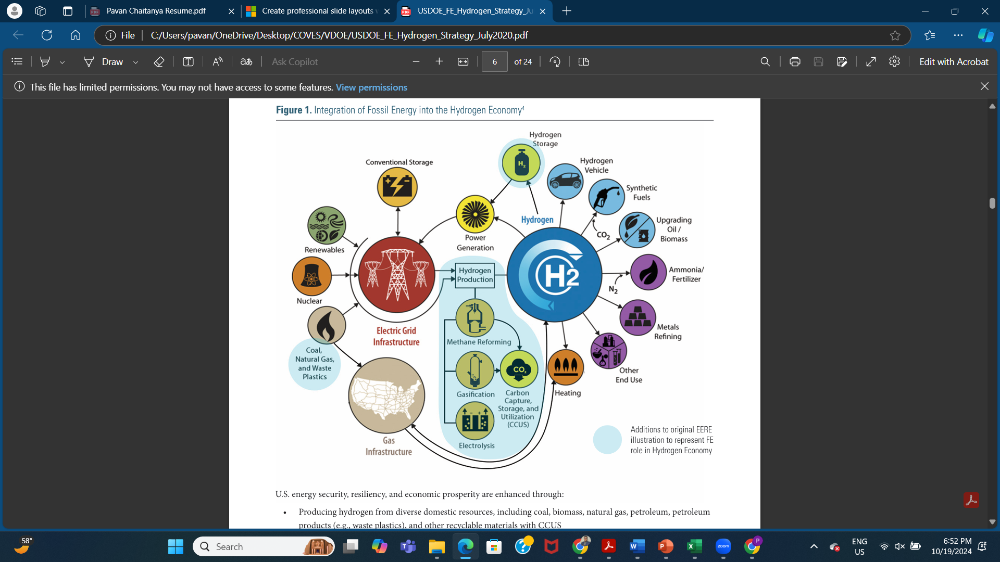 Pavan Chaitanya Resume.pdf
Create professional slide layouts
USDOE_FE_Hydrogen_Strategy_Ju
File
C:/Users/pavan/OneDrive/Desktop/COVES/VDOE/USDOE_FE_Hydrogen_Strategy_July2020.pdf
Draw
Ask Copilot
6
of 24
Edit with Acrobat
This file has limited permissions. You may not have access to some features. View permissions
Figure 1. Integration of Fossil Energy into the Hydrogen Economy4
Hydrogen
Storage
H2
Conventional Storage
Hydrogen
Vehicle
Synthetic
Fuels
Renewables
Power
Generation
Hydrogen
CO2
Upgrading
Oil /
Biomass
Nuclear
Hydrogen
Production
H2
N2
Ammonia/
Fertilizer
Electric Grid
Infrastructure
Methane Reforming
Metals
Refining
Coal,
Natural Gas,
and Waste
Plastics
CO2
Gasification
Carbon
Capture,
Storage, and
Utilization
(CCUS)
Heating
Other
End Use
Gas
Infrastructure
Electrolysis
Additions to original EERE
illustration to represent FE
role in Hydrogen Economy
U.S. energy security, resiliency, and economic prosperity are enhanced through:
• Producing hydrogen from diverse domestic resources, including coal, biomass, natural gas, petroleum, petroleum
products (e.g., waste plastics), and other recyclable materials with CCUS
58°
Search
zoom
ENG
US
6:52 PM
10/19/2024